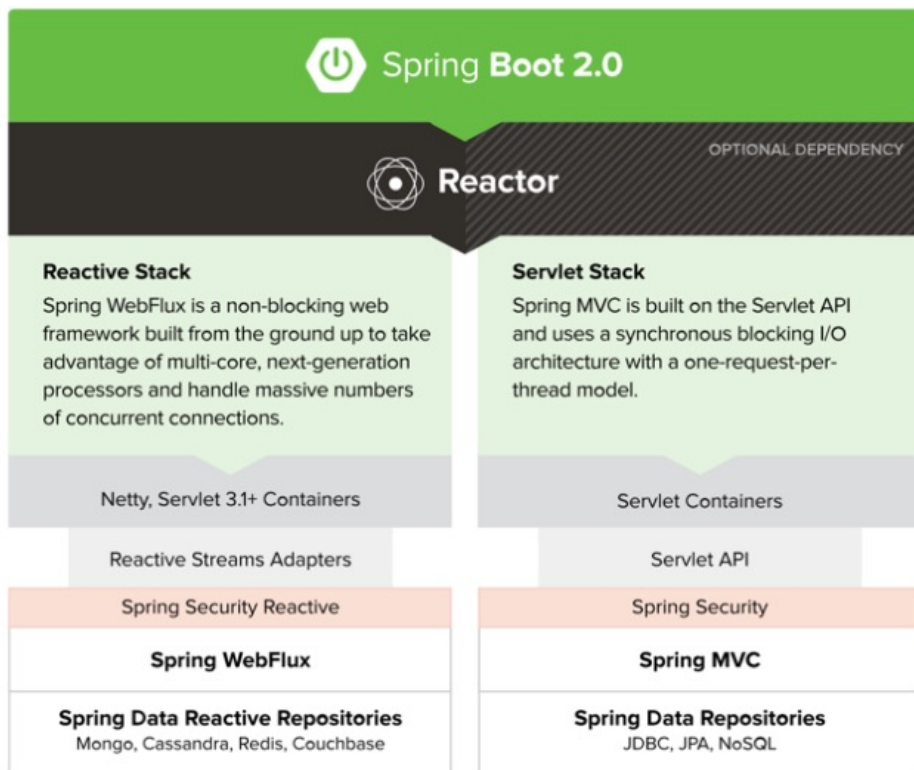 Spring Boot 2.0
OPTIONAL DEPENDENCY
Reactor
Reactive Stack
Spring WebFlux is a non-blocking web
framework built from the ground up to take
advantage of multi-core, next-generation
processors and handle massive numbers
of concurrent connections.
Netty, Servlet 3.1+ Containers
Reactive Streams Adapters
Spring Security Reactive
Spring WebFlux
Spring Data Reactive Repositories
Mongo, Cassandra, Redis, Couchbase
Servlet Stack
Spring MVC is built on the Servlet API
and uses a synchronous blocking I/O
architecture with a one-request-per-
thread model.
Servlet Containers
Servlet API
Spring Security
Spring MVC
Spring Data Repositories
JDBC, JPA, NoSQL